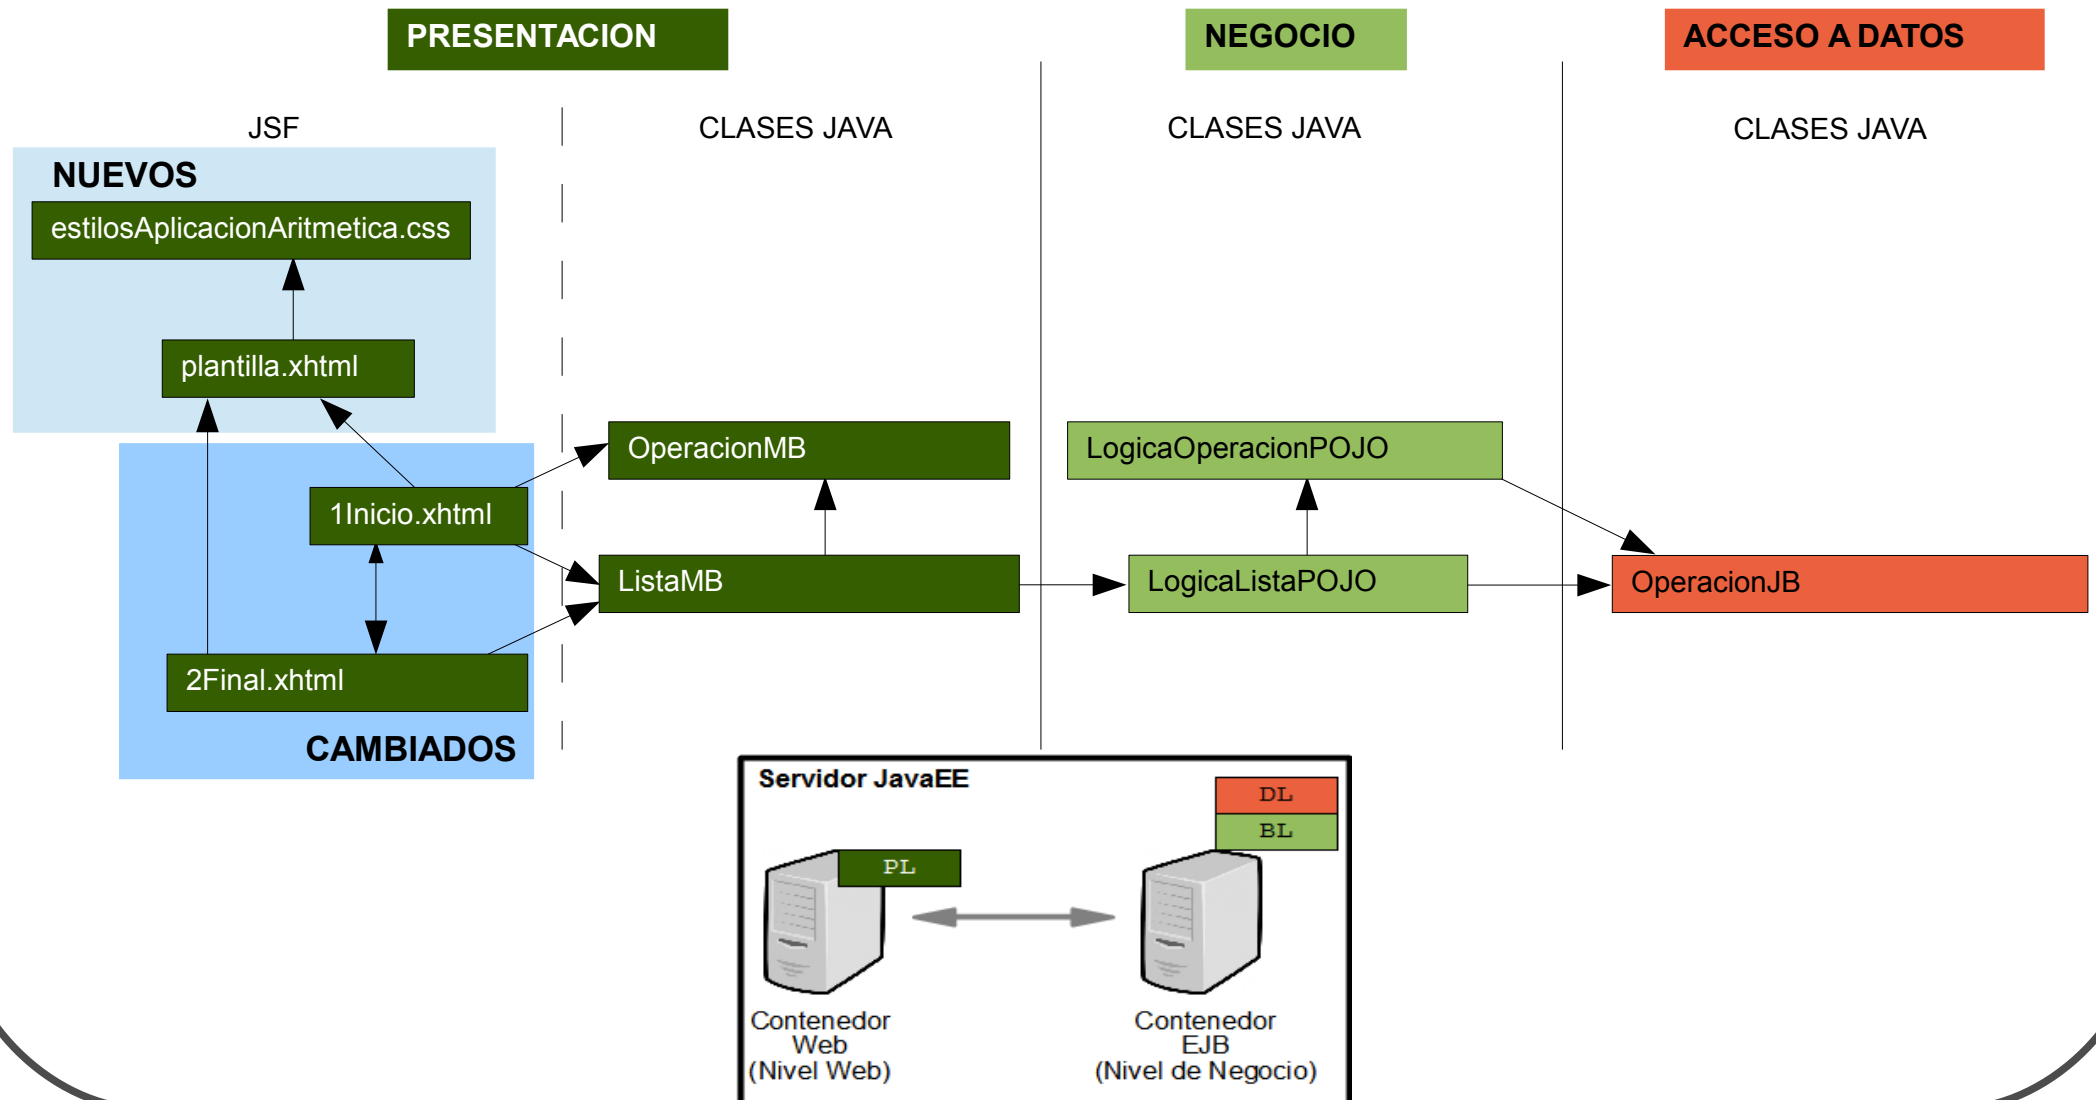 PRESENTACION
NEGOCIO
ACCESO A DATOS
JSF
CLASES JAVA
CLASES JAVA
CLASES JAVA
NUEVOS
estilosAplicacionAritmetica.css
plantilla.xhtml
OperacionMB
LogicaOperacionPOJO
1Inicio.xhtml
ListaMB
LogicaListaPOJO
OperacionJB
2Final.xhtml
CAMBIADOS
Servidor JavaEE
DL
BL
PL
Contenedor
Web
(Nivel Web)
Contenedor
EJB
(Nivel de Negocio)